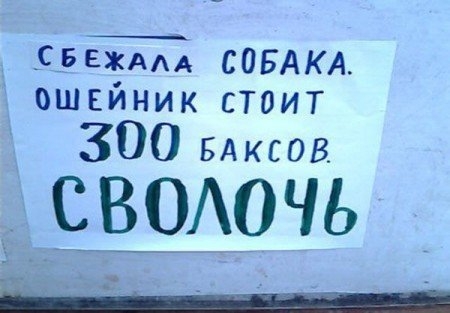 СБЕЖАЛА СОБАКА.
ОШЕЙНИК СТОИТ
300 БАКСОВ.
СВОЛОЧЬ